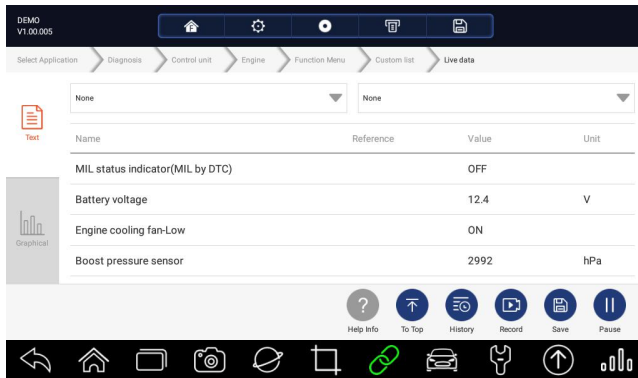 DEMO
V1.00.005
Select Application Diagnosis Control unit Engine Function Menu Custom list Live data
None None
Text
Graphical
Name Reference Value Unit
MIL status indicator(MIL by DTC) OFF
Battery voltage 12.4 V
Engine cooling fan-Low ON
Boost pressure sensor 2992 hPa
? Help Info To Top History Record Save Pause